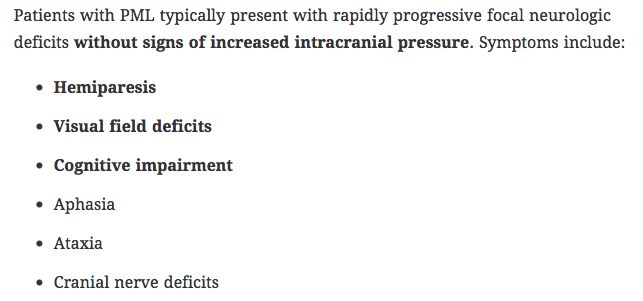 Patients with PML typically present with rapidly progressive focal neurologic
deficits without signs of increased intracranial pressure. Symptoms include:
• Hemiparesis
• Visual field deficits
• Cognitive impairment
• Aphasia
• Ataxia
• Cranial nerve deficits